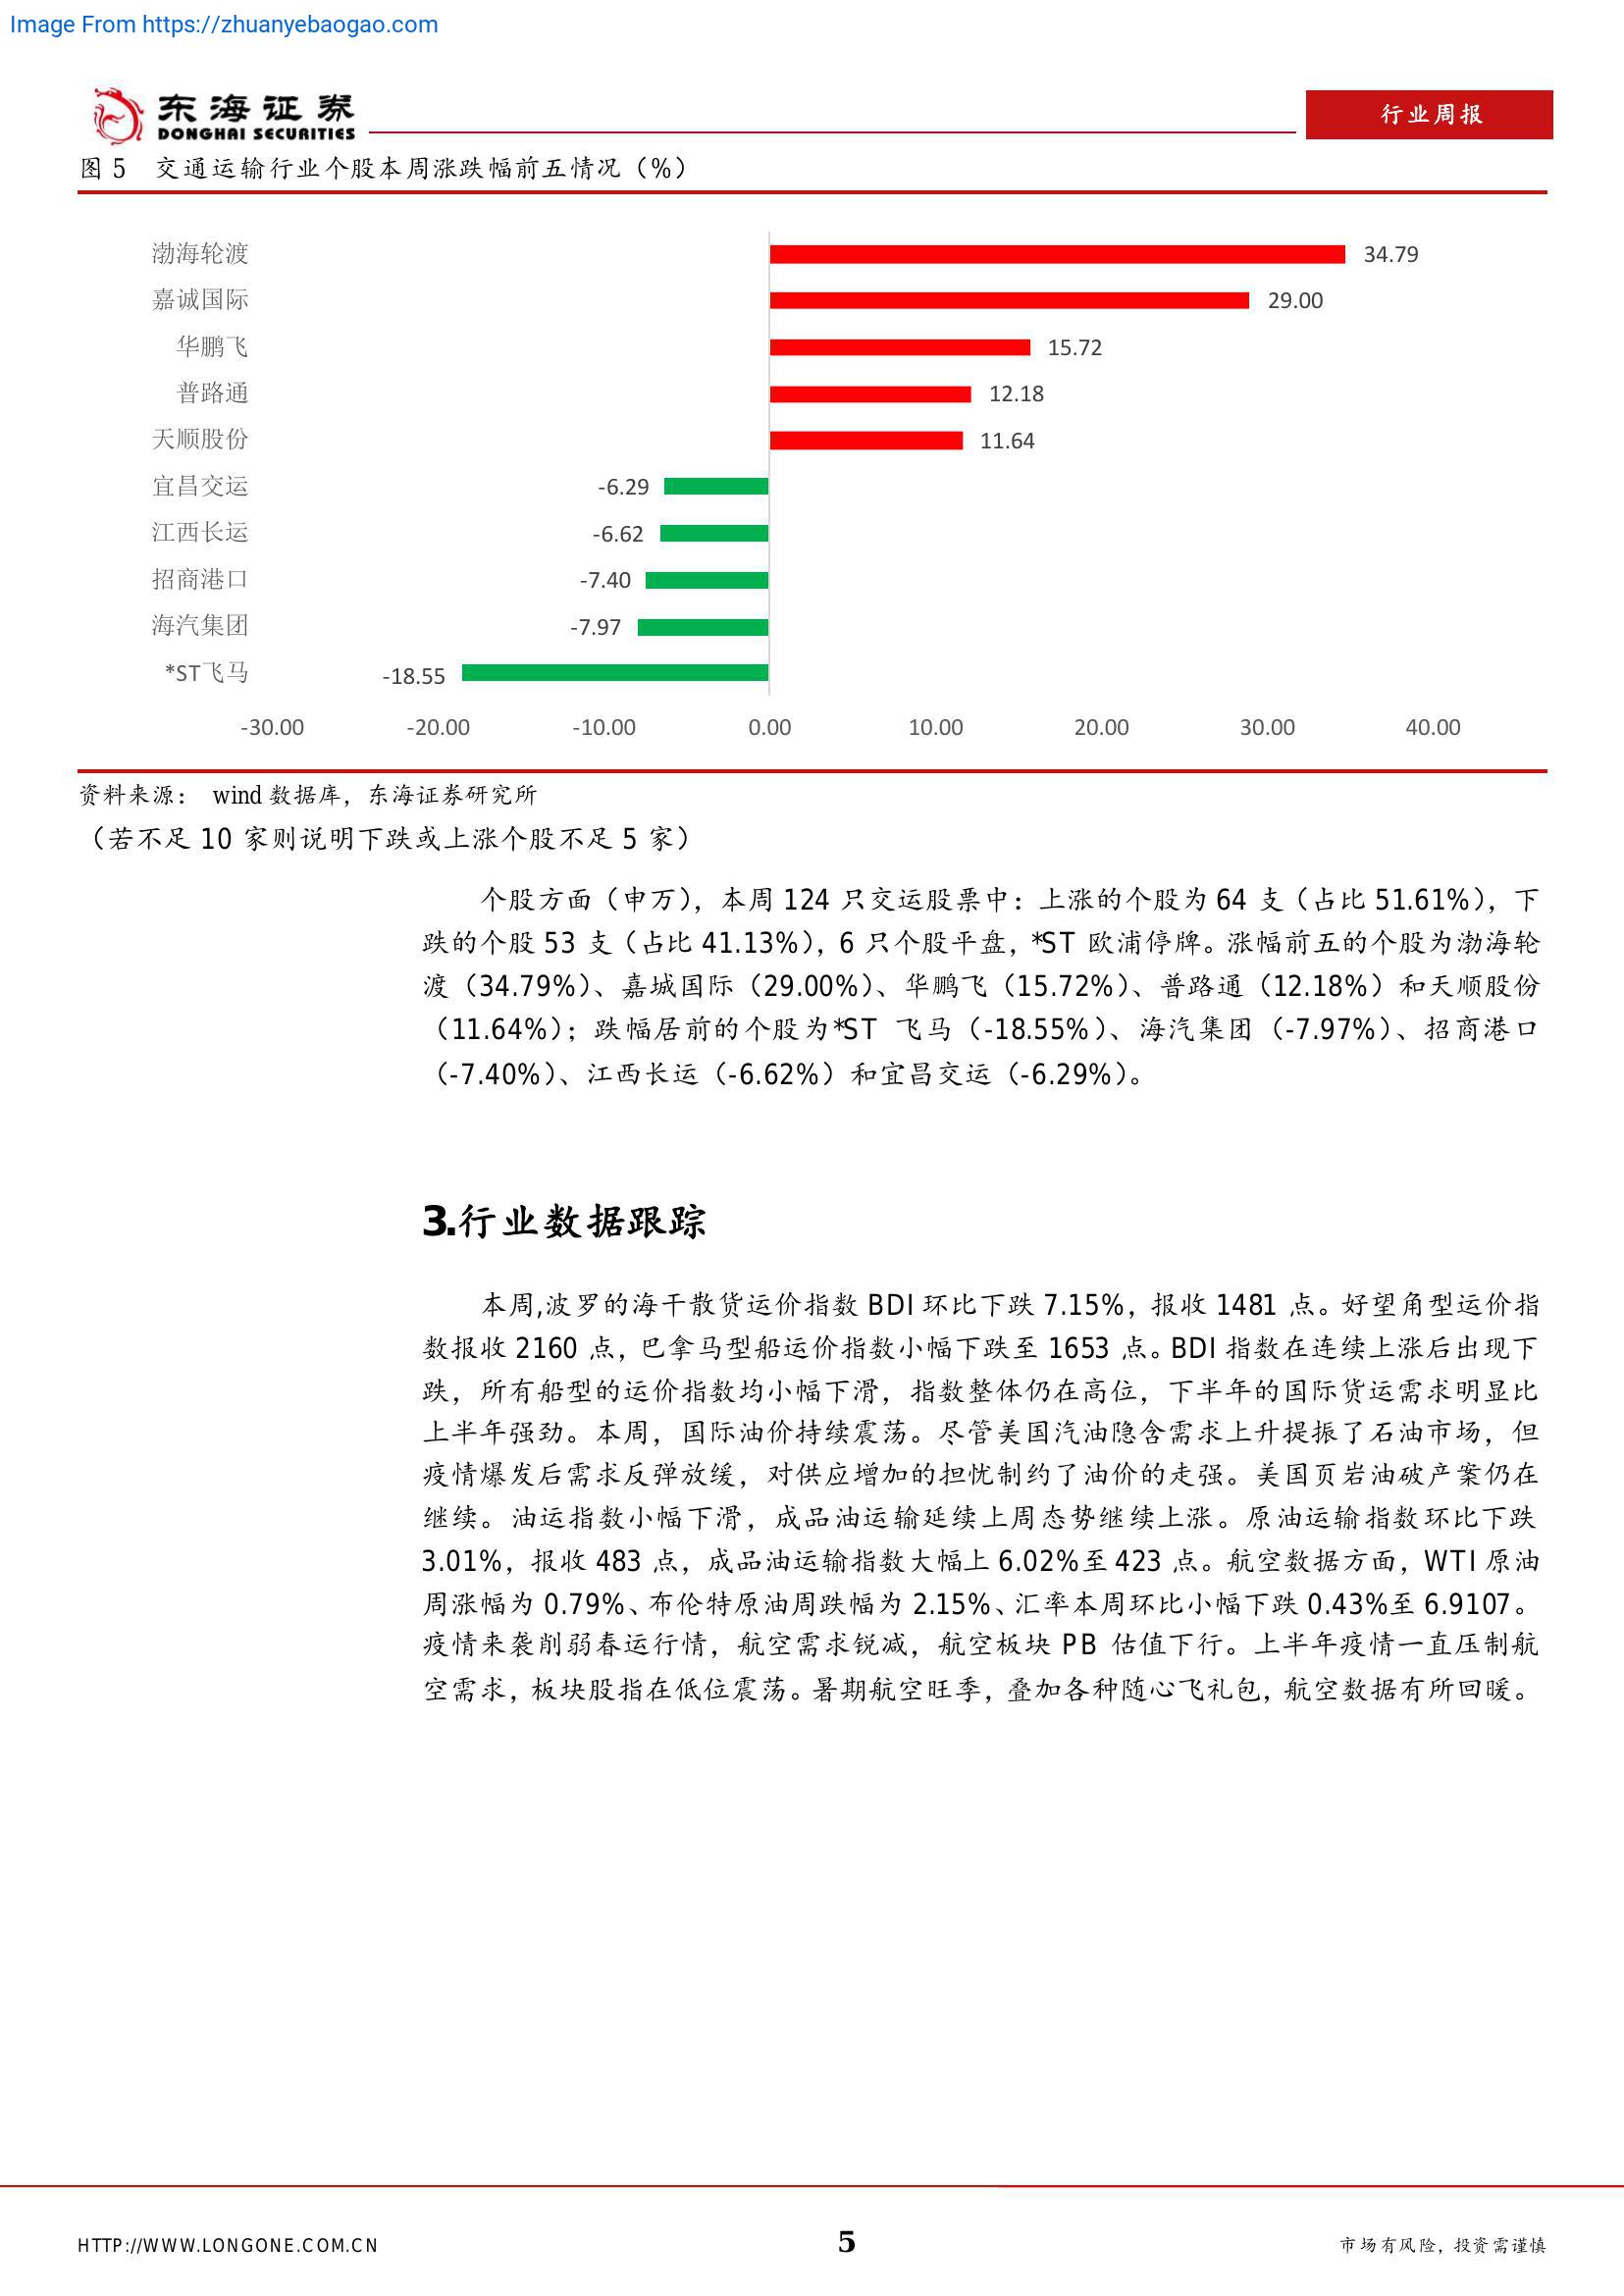 Image From https://zhuanyebaogao.com
东海证券
DONGHAI SECURITIES
行业周报
图 5 交通运输行业个股本周涨跌幅前五情况（%）
渤海轮渡 34.79
嘉诚国际 29.00
华鹏飞 15.72
普路通 12.18
天顺股份 11.64
宜昌交运 -6.29
江西长运 -6.62
招商港口 -7.40
海汽集团 -7.97
*ST飞马 -18.55
-30.00 -20.00 -10.00 0.00 10.00 20.00 30.00 40.00
资料来源： wind 数据库，东海证券研究所
（若不足 10 家则说明下跌或上涨个股不足 5 家）
个股方面（申万），本周 124 只交运股票中：上涨的个股为 64 支（占比 51.61%），下
跌的个股 53 支（占比 41.13%），6 只个股平盘，*ST 欧浦停牌。涨幅前五的个股为渤海轮
渡（34.79%）、嘉城国际（29.00%）、华鹏飞（15.72%）、普路通（12.18%）和天顺股份
（11.64%）；跌幅居前的个股为*ST 飞马（-18.55%）、海汽集团（-7.97%）、招商港口
（-7.40%）、江西长运（-6.62%）和宜昌交运（-6.29%）。
3.行业数据跟踪
本周,波罗的海干散货运价指数 BDI 环比下跌 7.15%，报收 1481 点。好望角型运价指
数报收 2160 点，巴拿马型船运价指数小幅下跌至 1653 点。BDI 指数在连续上涨后出现下
跌，所有船型的运价指数均小幅下滑，指数整体仍在高位，下半年的国际货运需求明显比
上半年强劲。本周，国际油价持续震荡。尽管美国汽油隐含需求上升提振了石油市场，但
疫情爆发后需求反弹放缓，对供应增加的担忧制约了油价的走强。美国页岩油破产案仍在
继续。油运指数小幅下滑，成品油运输延续上周态势继续上涨。原油运输指数环比下跌
3.01%，报收 483 点，成品油运输指数大幅上 6.02%至 423 点。航空数据方面，WTI 原油
周涨幅为 0.79%、布伦特原油周跌幅为 2.15%、汇率本周环比小幅下跌 0.43%至 6.9107。
疫情来袭削弱春运行情，航空需求锐减，航空板块 PB 估值下行。上半年疫情一直压制航
空需求，板块股指在低位震荡。暑期航空旺季，叠加各种随心飞礼包，航空数据有所回暖。
HTTP://WWW.LONGONE.COM.CN 5 市场有风险，投资需谨慎